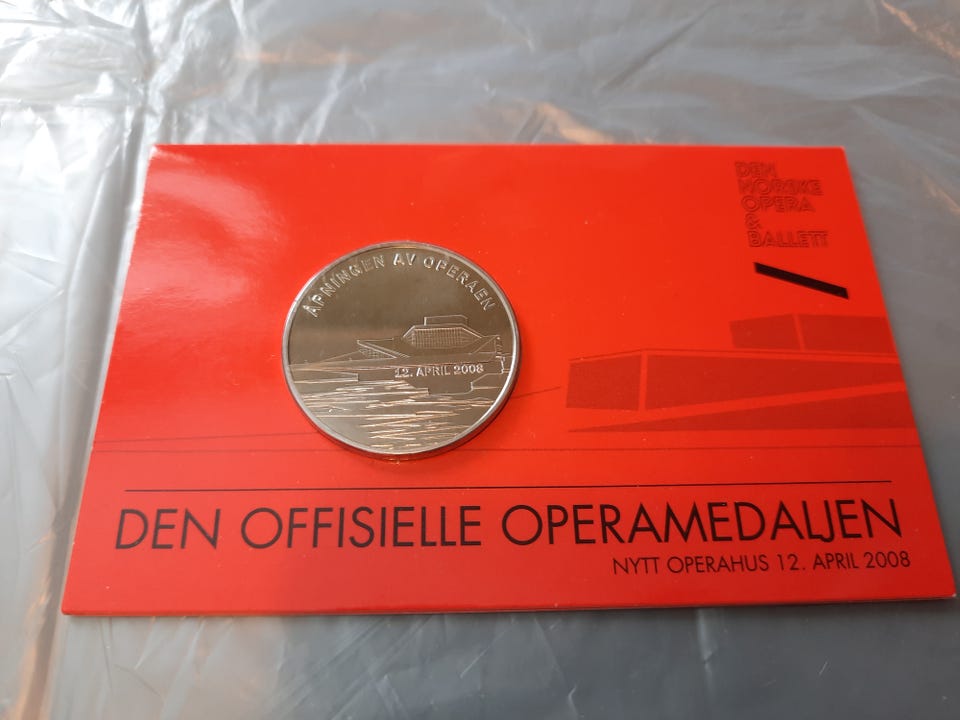 DEN
NORSKE
OPERA
&
BALLETT
ÅPNINGEN AV OPERAEN
12. APRIL 2008
DEN OFFISIELLE OPERAMEDALJEN
NYTT OPERAHUS 12. APRIL 2008